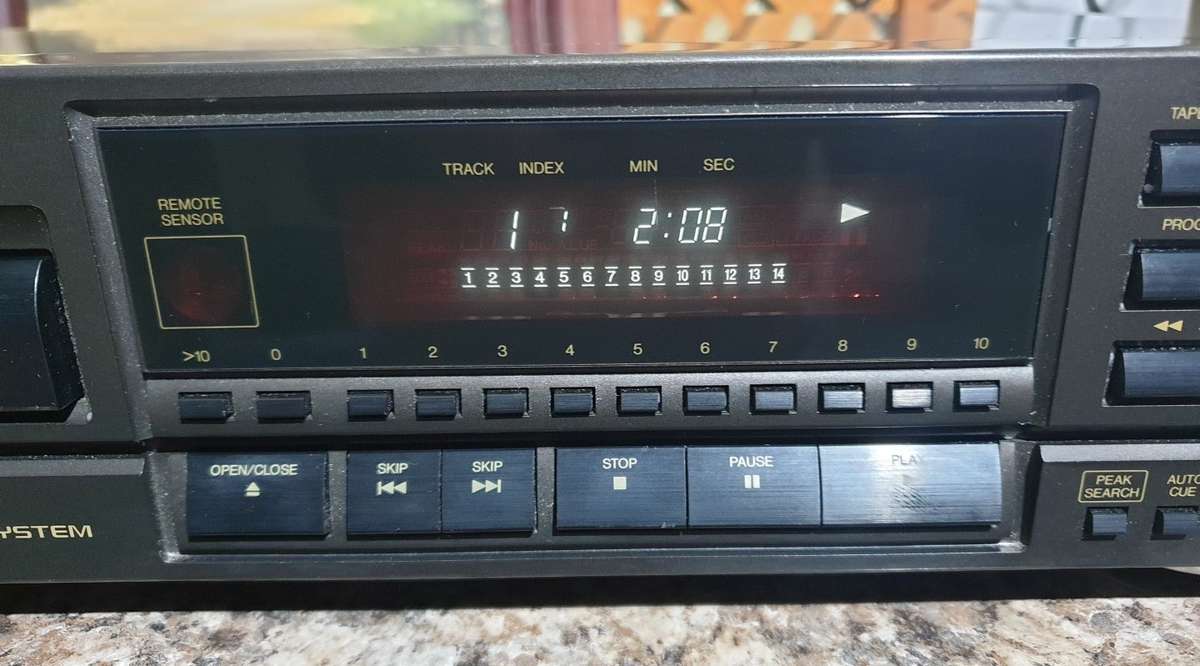 TAPE
TRACK INDEX MIN SEC
REMOTE
SENSOR
1 1 2:08
PROG
1 2 3 4 5 6 7 8 9 10 11 12 13 14
>10 0 1 2 3 4 5 6 7 8 9 10
OPEN/CLOSE
SKIP
SKIP
STOP
PAUSE
PLAY
PEAK
SEARCH
AUTO
CUE
YSTEM